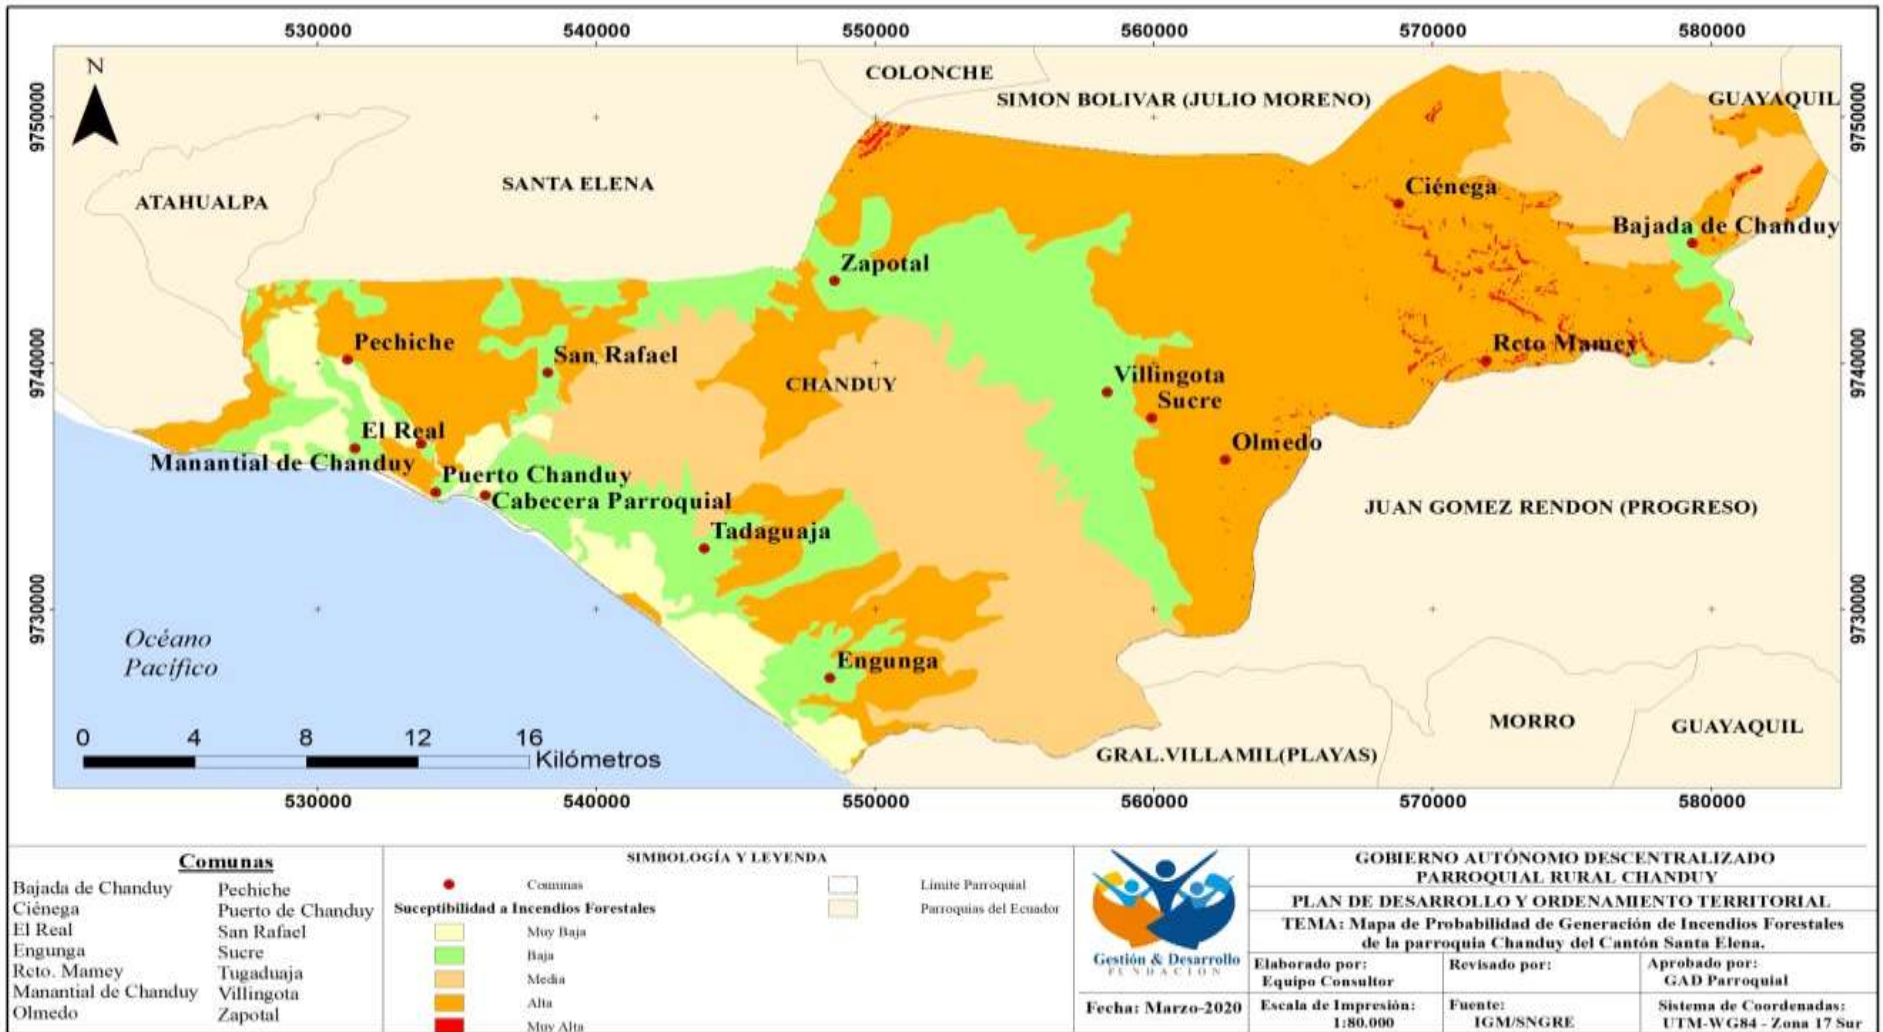 530000 540000 550000 560000 570000 580000
N
COLONCHE
SIMON BOLIVAR (JULIO MORENO)
GUAYAQUIL
9750000 9750000
SANTA ELENA
ATAHUALPA
Ciénega
Bajada de Chanduy
Zapotal
Pechiche
San Rafael
Rcto Mamey
9740000 9740000
CHANDUY
Villingota
Sucre
El Real
Olmedo
Manantial de Chanduy
Puerto Chanduy
Cabecera Parroquial
JUAN GOMEZ RENDON (PROGRESO)
Tadaguaja
9730000 9730000
Océano
Pacífico
Engunga
MORRO
GUAYAQUIL
0 4 8 12 16
Kilómetros
GRAL.VILLAMIL(PLAYAS)
530000 540000 550000 560000 570000 580000
Comunas
Bajada de Chanduy Pechiche
Ciénega Puerto de Chanduy
El Real San Rafael
Engunga Sucre
Rcto. Mamey Tugaduaja
Manantial de Chanduy Villingota
Olmedo Zapotal
SIMBOLOGÍA Y LEYENDA
Comunas
Límite Parroquial
Suceptibilidad a Incendios Forestales
Parroquias del Ecuador
Muy Baja
Baja
Media
Alta
Muy Alta
Gestión & Desarrollo
FUNDACIÓN
Fecha: Marzo-2020
GOBIERNO AUTÓNOMO DESCENTRALIZADO
PARROQUIAL RURAL CHANDUY
PLAN DE DESARROLLO Y ORDENAMIENTO TERRITORIAL
TEMA: Mapa de Probabilidad de Generación de Incendios Forestales
de la parroquia Chanduy del Cantón Santa Elena.
Elaborado por:
Equipo Consultor
Revisado por:
Aprobado por:
GAD Parroquial
Escala de Impresión:
1:80.000
Fuente:
IGM/SNGRE
Sistema de Coordenadas:
UTM-WG84 - Zona 17 Sur